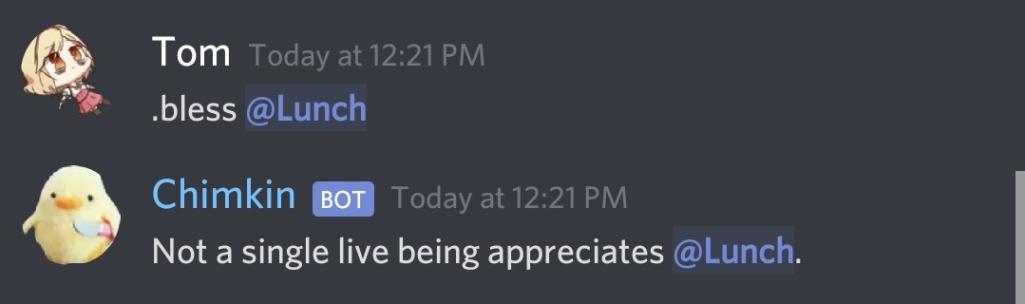 Tom Today at 12:21 PM
.bless @Lunch
Chimkin BOT Today at 12:21 PM
Not a single live being appreciates @Lunch.